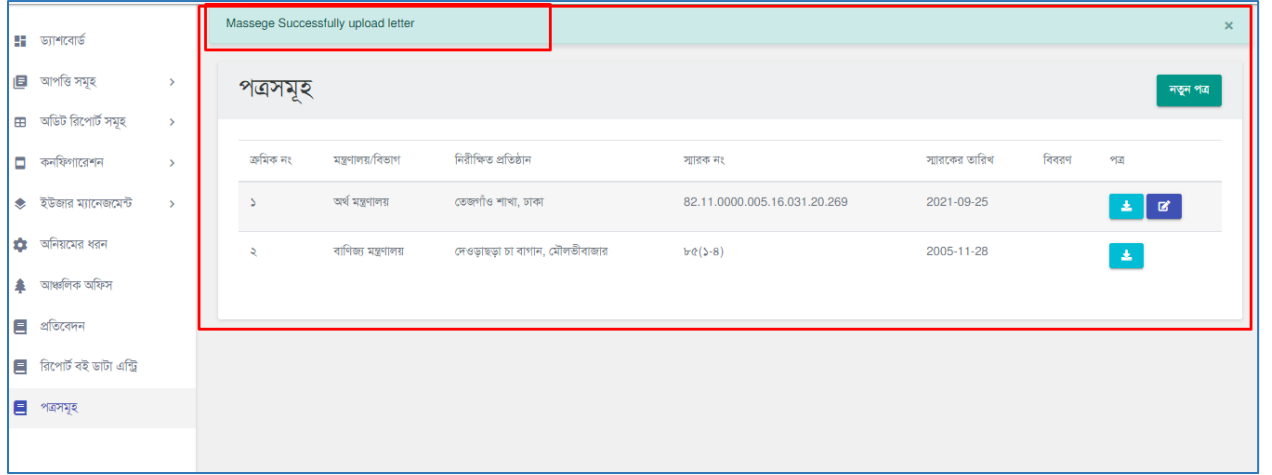 Massege Successfully upload letter
×
ড্যাশবোর্ড
আপত্তি সমূহ
অডিট রিপোর্ট সমূহ
কনফিগারেশন
ইউজার ম্যানেজমেন্ট
অনিয়মের ধরন
আঞ্চলিক অফিস
প্রতিবেদন
রিপোর্ট বই ডাটা এন্ট্রি
পত্রসমূহ
পত্রসমূহ
নতুন পত্র
ক্রমিক নং মন্ত্রণালয়/বিভাগ নিরীক্ষিত প্রতিষ্ঠান স্মারক নং স্মারকের তারিখ বিবরণ পত্র
১ অর্থ মন্ত্রণালয় তেজগাঁও শাখা, ঢাকা 82.11.0000.005.16.031.20.269 2021-09-25
২ বাণিজ্য মন্ত্রণালয় দেওড়াছড়া চা বাগান, মৌলভীবাজার ৮৫(১-৪) 2005-11-28